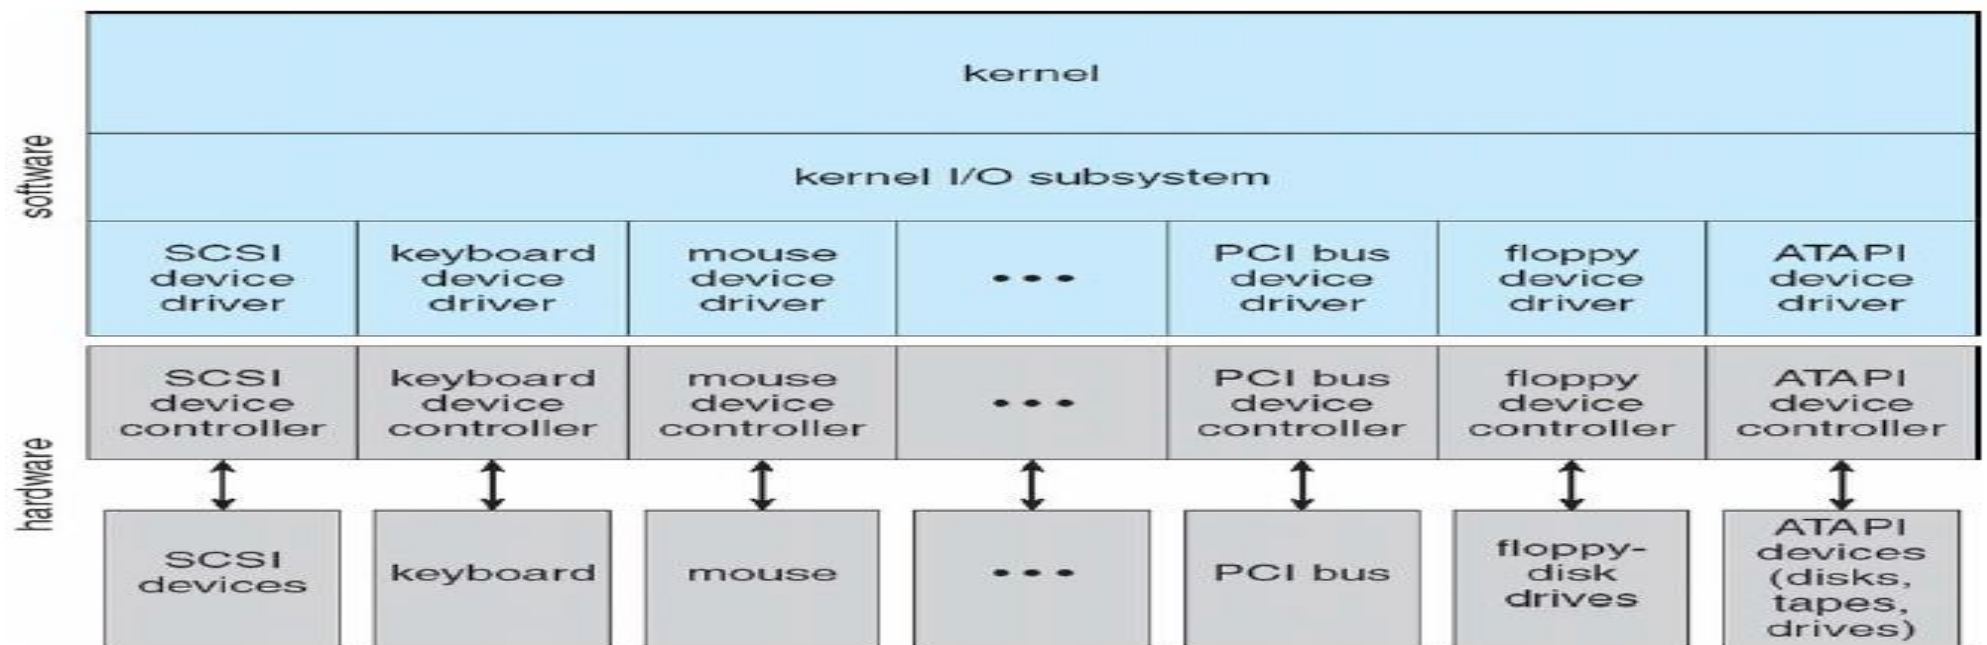 kernel
software
kernel I/O subsystem
SCSI
device
driver
keyboard
device
driver
mouse
device
driver
•••
PCI bus
device
driver
floppy
device
driver
ATAPI
device
driver
hardware
SCSI
device
controller
keyboard
device
controller
mouse
device
controller
•••
PCI bus
device
controller
floppy
device
controller
ATAPI
device
controller
SCSI
devices
keyboard
mouse
•••
PCI bus
floppy-
disk
drives
ATAPI
devices
(disks,
tapes,
drives)